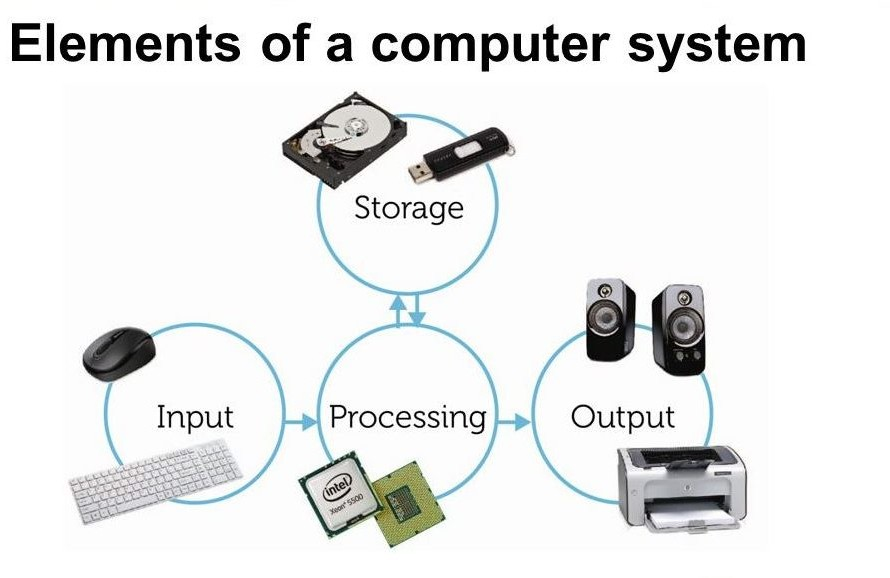 Elements of a computer system
Storage
Input
Processing
Output
intel
Xeon® 5500